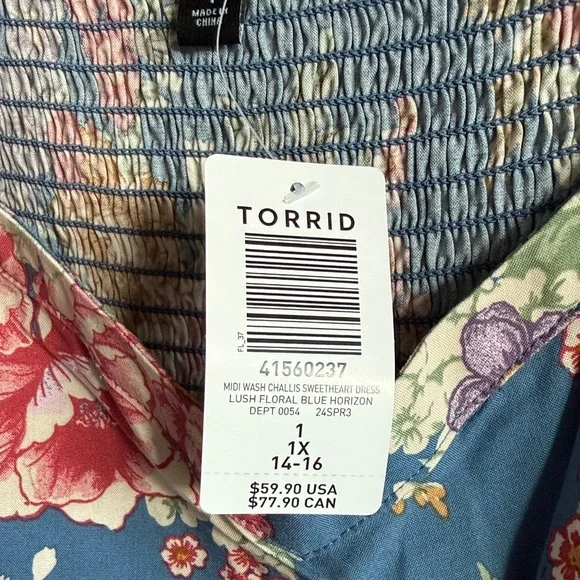 MADE IN
CHINA
TORRID
FL_37
41560237
MIDI WASH CHALLIS SWEETHEART DRESS
LUSH FLORAL BLUE HORIZON
DEPT 0054 24SPR3
1
1X
14-16
$59.90 USA
$77.90 CAN